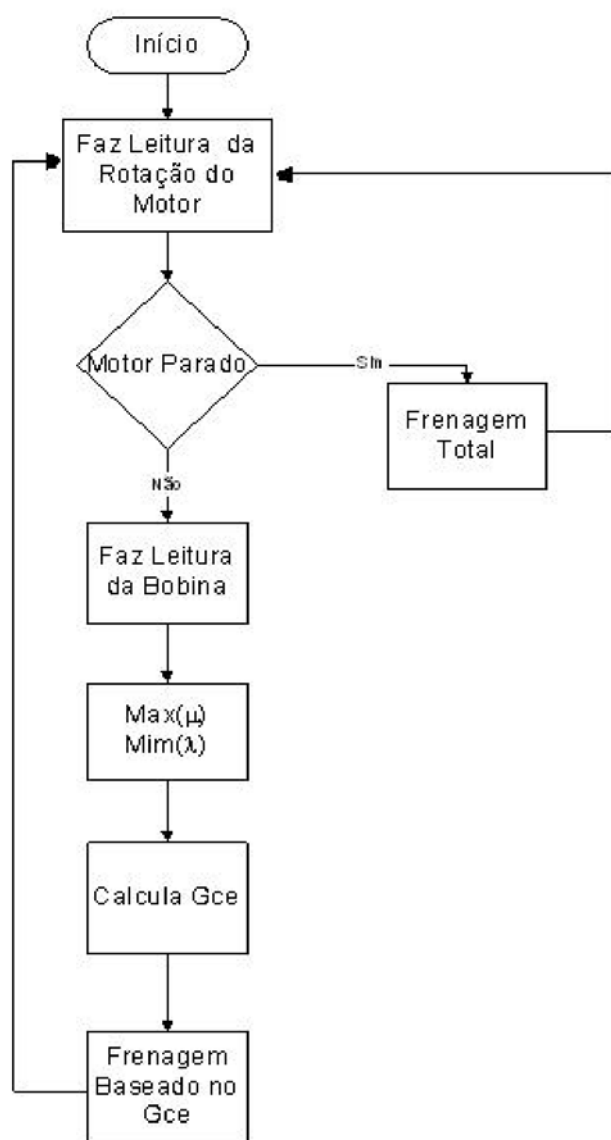 Início
Faz Leitura da
Rotação do
Motor
Motor Parado
Sim
Frenagem
Total
Não
Faz Leitura
da Bobina
Max(μ)
Mim(λ)
Calcula Gce
Frenagem
Baseado no
Gce